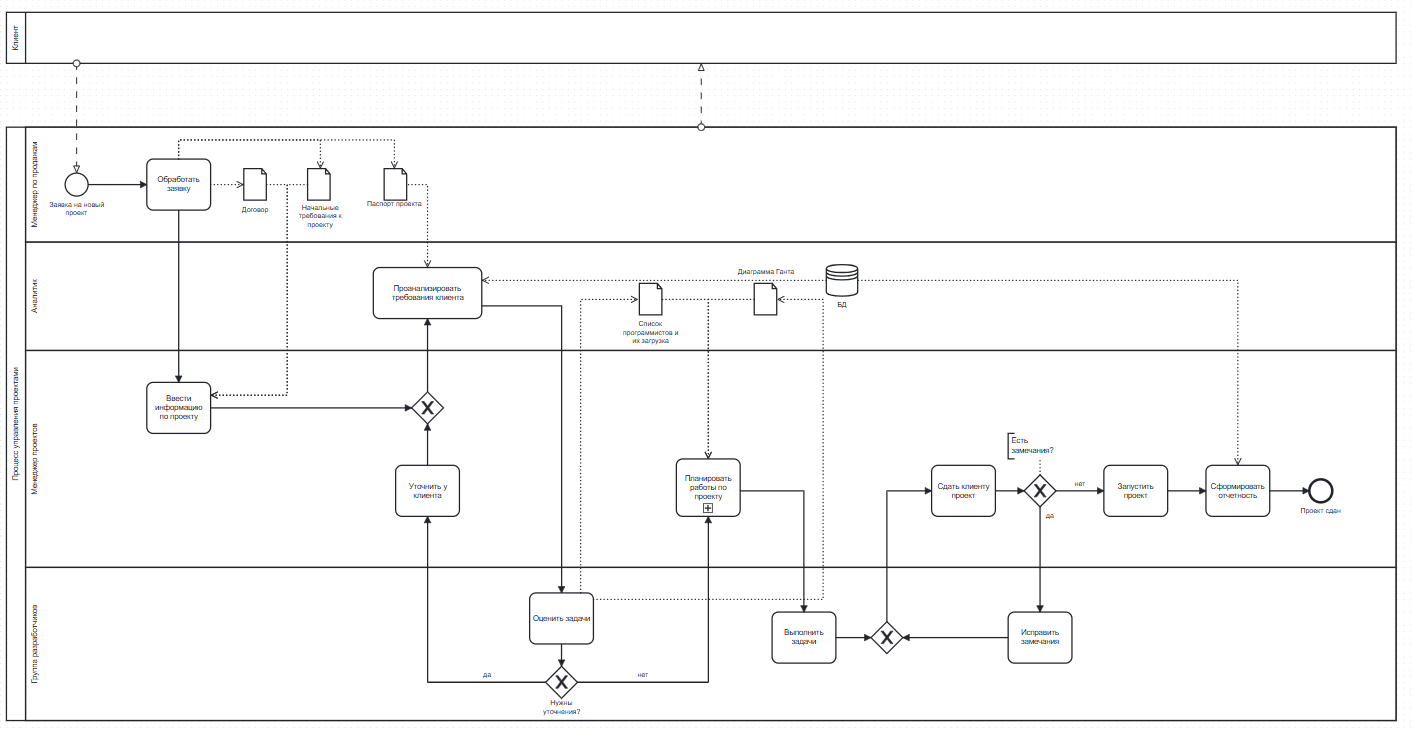 Клиент
Процесс управления проектами
Менеджер по продажам
Заявка на новый
проект
Обработать
заявку
Договор
Начальные
требования к
проекту
Паспорт проекта
Аналитик
Проанализировать
требования клиента
Список
программистов и
их загрузка
Диаграмма Ганта
БД
Менеджер проектов
Ввести
информацию
по проекту
Уточнить у
клиента
Планировать
работы по
проекту
Сдать клиенту
проект
Есть
замечания?
нет
да
Запустить
проект
Сформировать
отчетность
Проект сдан
Группа разработчиков
Оценить задачи
да
нет
Нужны
уточнения?
Выполнить
задачи
Исправить
замечания